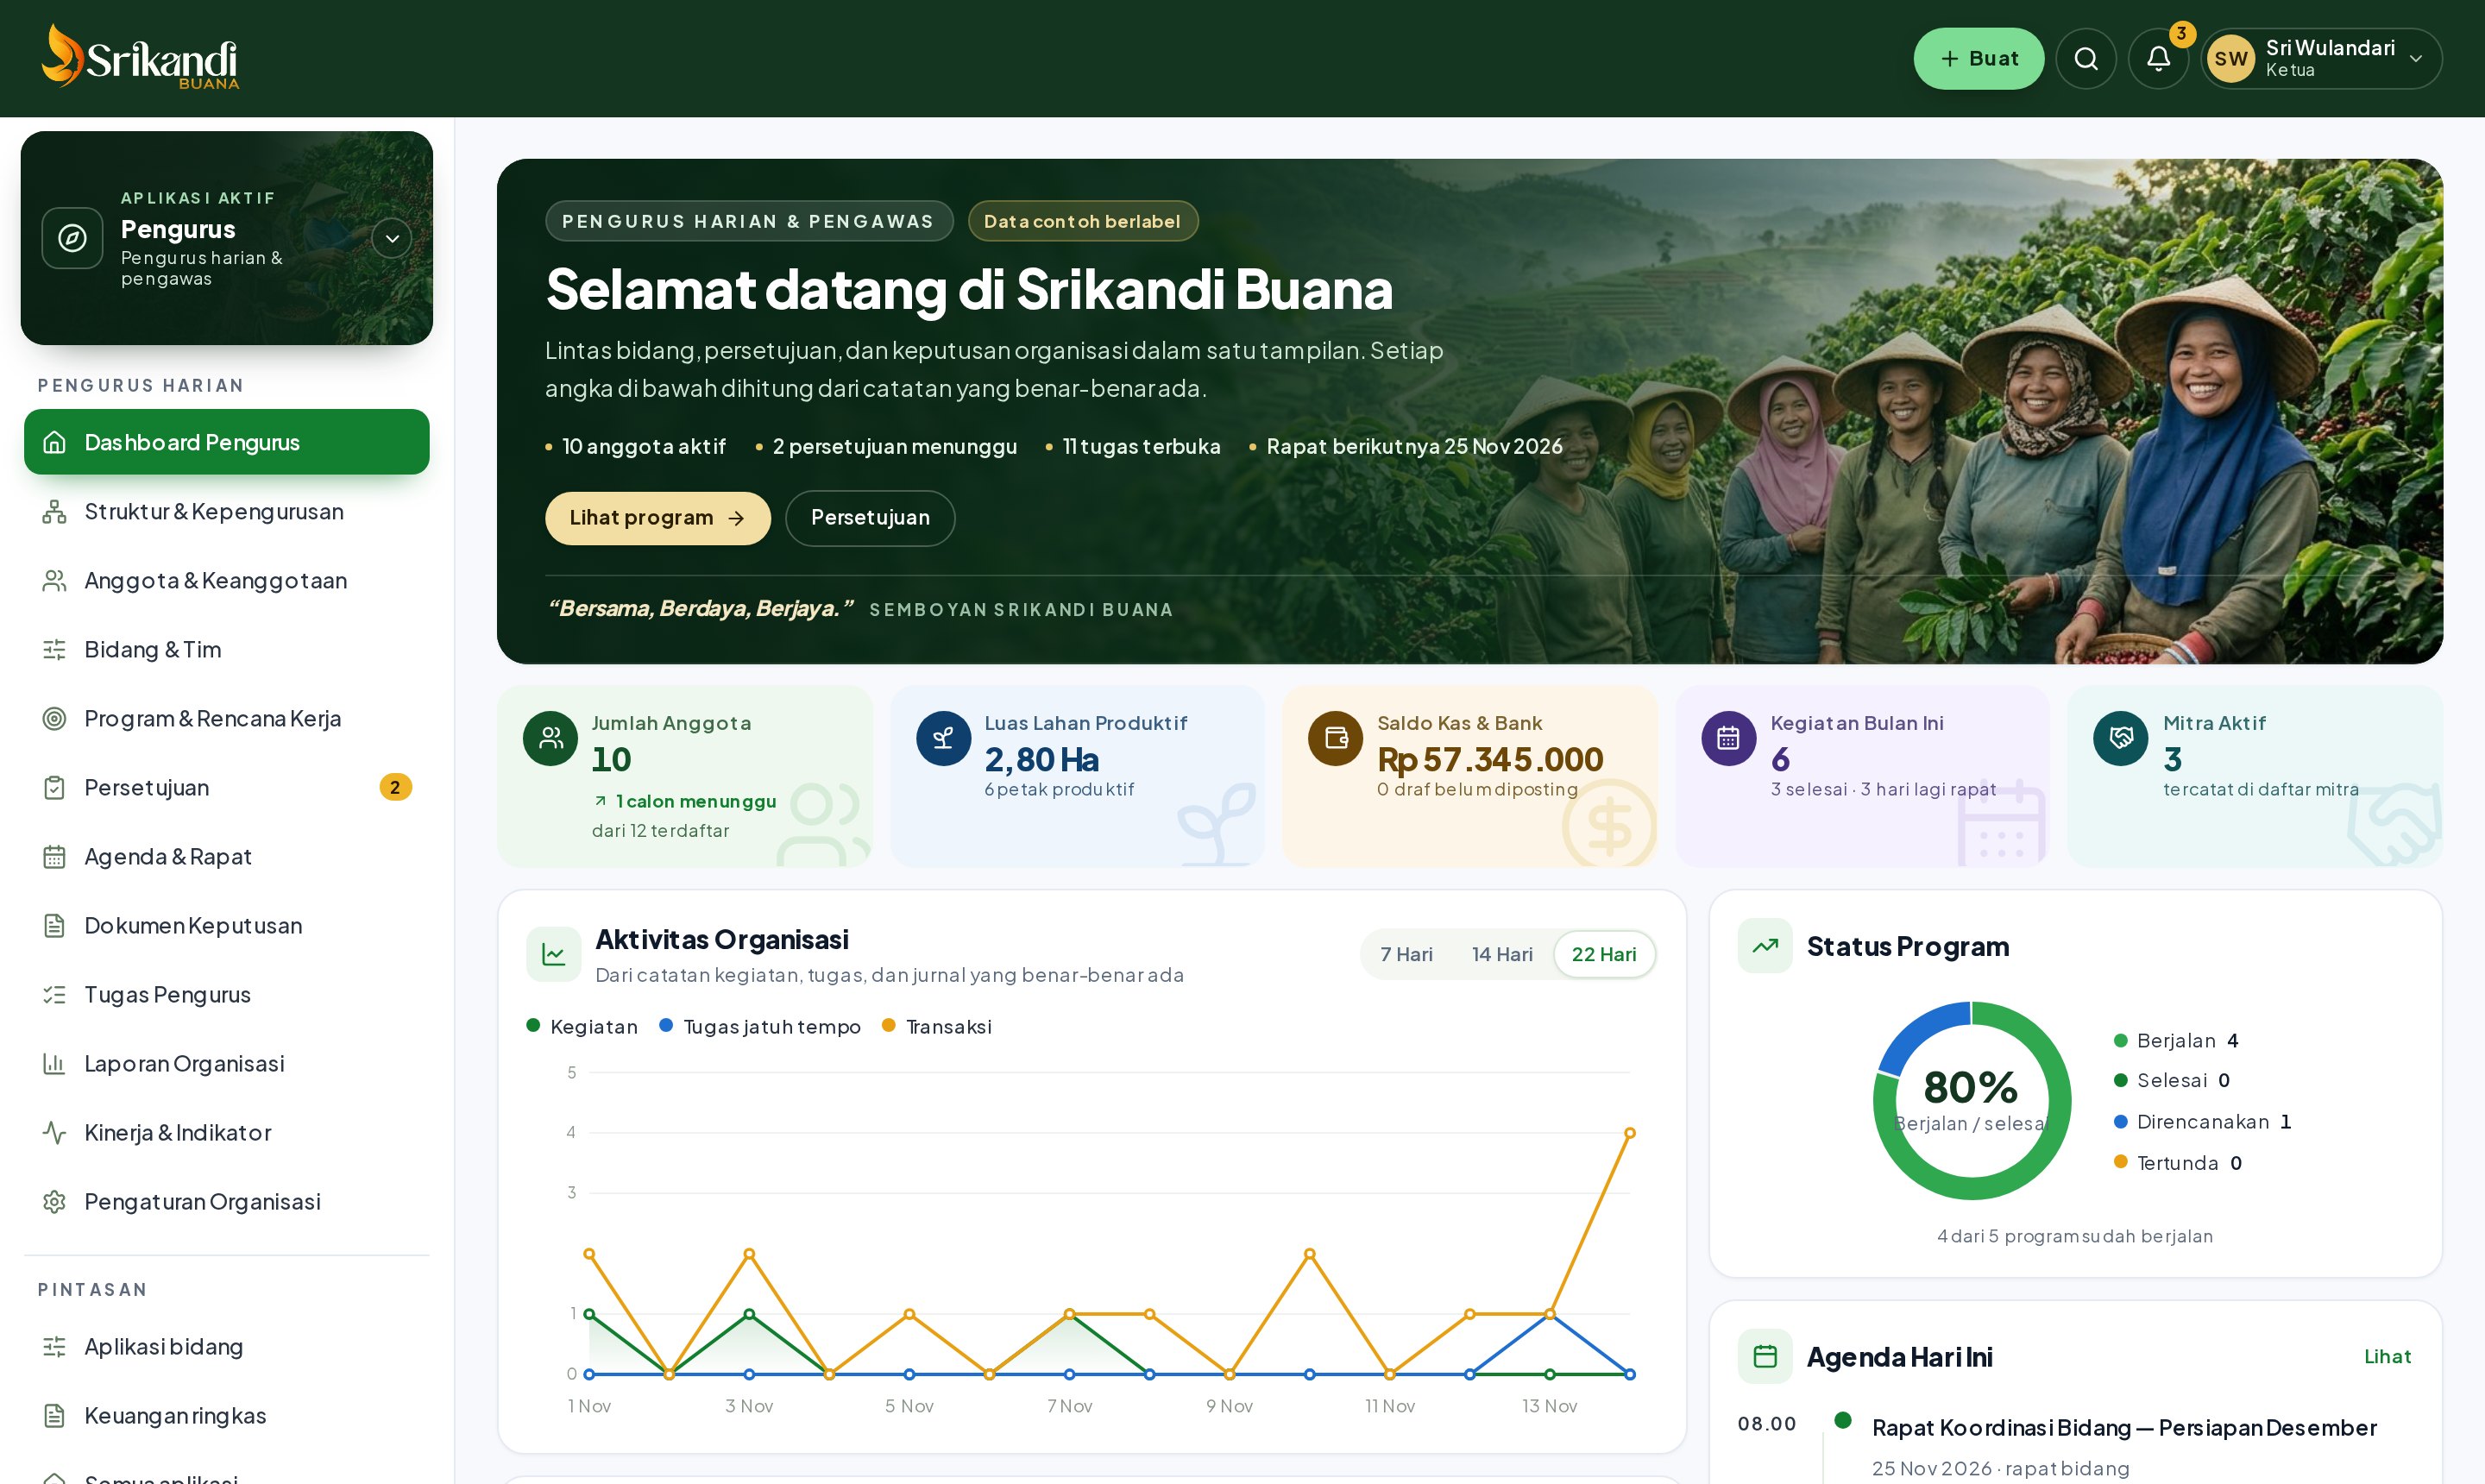 Srikandi
BUANA
+ Buat
3
SW
Sri Wulandari
Ketua
APLIKASI AKTIF
Pengurus
Pengurus harian &
pengawas
PENGURUS HARIAN
Dashboard Pengurus
Struktur & Kepengurusan
Anggota & Keanggotaan
Bidang & Tim
Program & Rencana Kerja
Persetujuan 2
Agenda & Rapat
Dokumen Keputusan
Tugas Pengurus
Laporan Organisasi
Kinerja & Indikator
Pengaturan Organisasi
PINTASAN
Aplikasi bidang
Keuangan ringkas
Semua aplikasi
PENGURUS HARIAN & PENGAWAS
Data contoh berlabel
Selamat datang di Srikandi Buana
Lintas bidang, persetujuan, dan keputusan organisasi dalam satu tampilan. Setiap
angka di bawah dihitung dari catatan yang benar-benar ada.
• 10 anggota aktif • 2 persetujuan menunggu • 11 tugas terbuka • Rapat berikutnya 25 Nov 2026
Lihat program →
Persetujuan
“Bersama, Berdaya, Berjaya.” SEMBOYAN SRIKANDI BUANA
Jumlah Anggota
10
1 calon menunggu
dari 12 terdaftar
Luas Lahan Produktif
2,80 Ha
6 petak produktif
Saldo Kas & Bank
Rp 57.345.000
0 draf belum diposting
Kegiatan Bulan Ini
6
3 selesai · 3 hari lagi rapat
Mitra Aktif
3
tercatat di daftar mitra
Aktivitas Organisasi
Dari catatan kegiatan, tugas, dan jurnal yang benar-benar ada
7 Hari 14 Hari 22 Hari
Kegiatan Tugas jatuh tempo Transaksi
5
4
3
1
0
1 Nov 3 Nov 5 Nov 7 Nov 9 Nov 11 Nov 13 Nov
Status Program
80%
Berjalan / selesai
Berjalan 4
Selesai 0
Direncanakan 1
Tertunda 0
4 dari 5 program sudah berjalan
Agenda Hari Ini
Lihat
08.00
Rapat Koordinasi Bidang — Persiapan Desember
25 Nov 2026 · rapat bidang